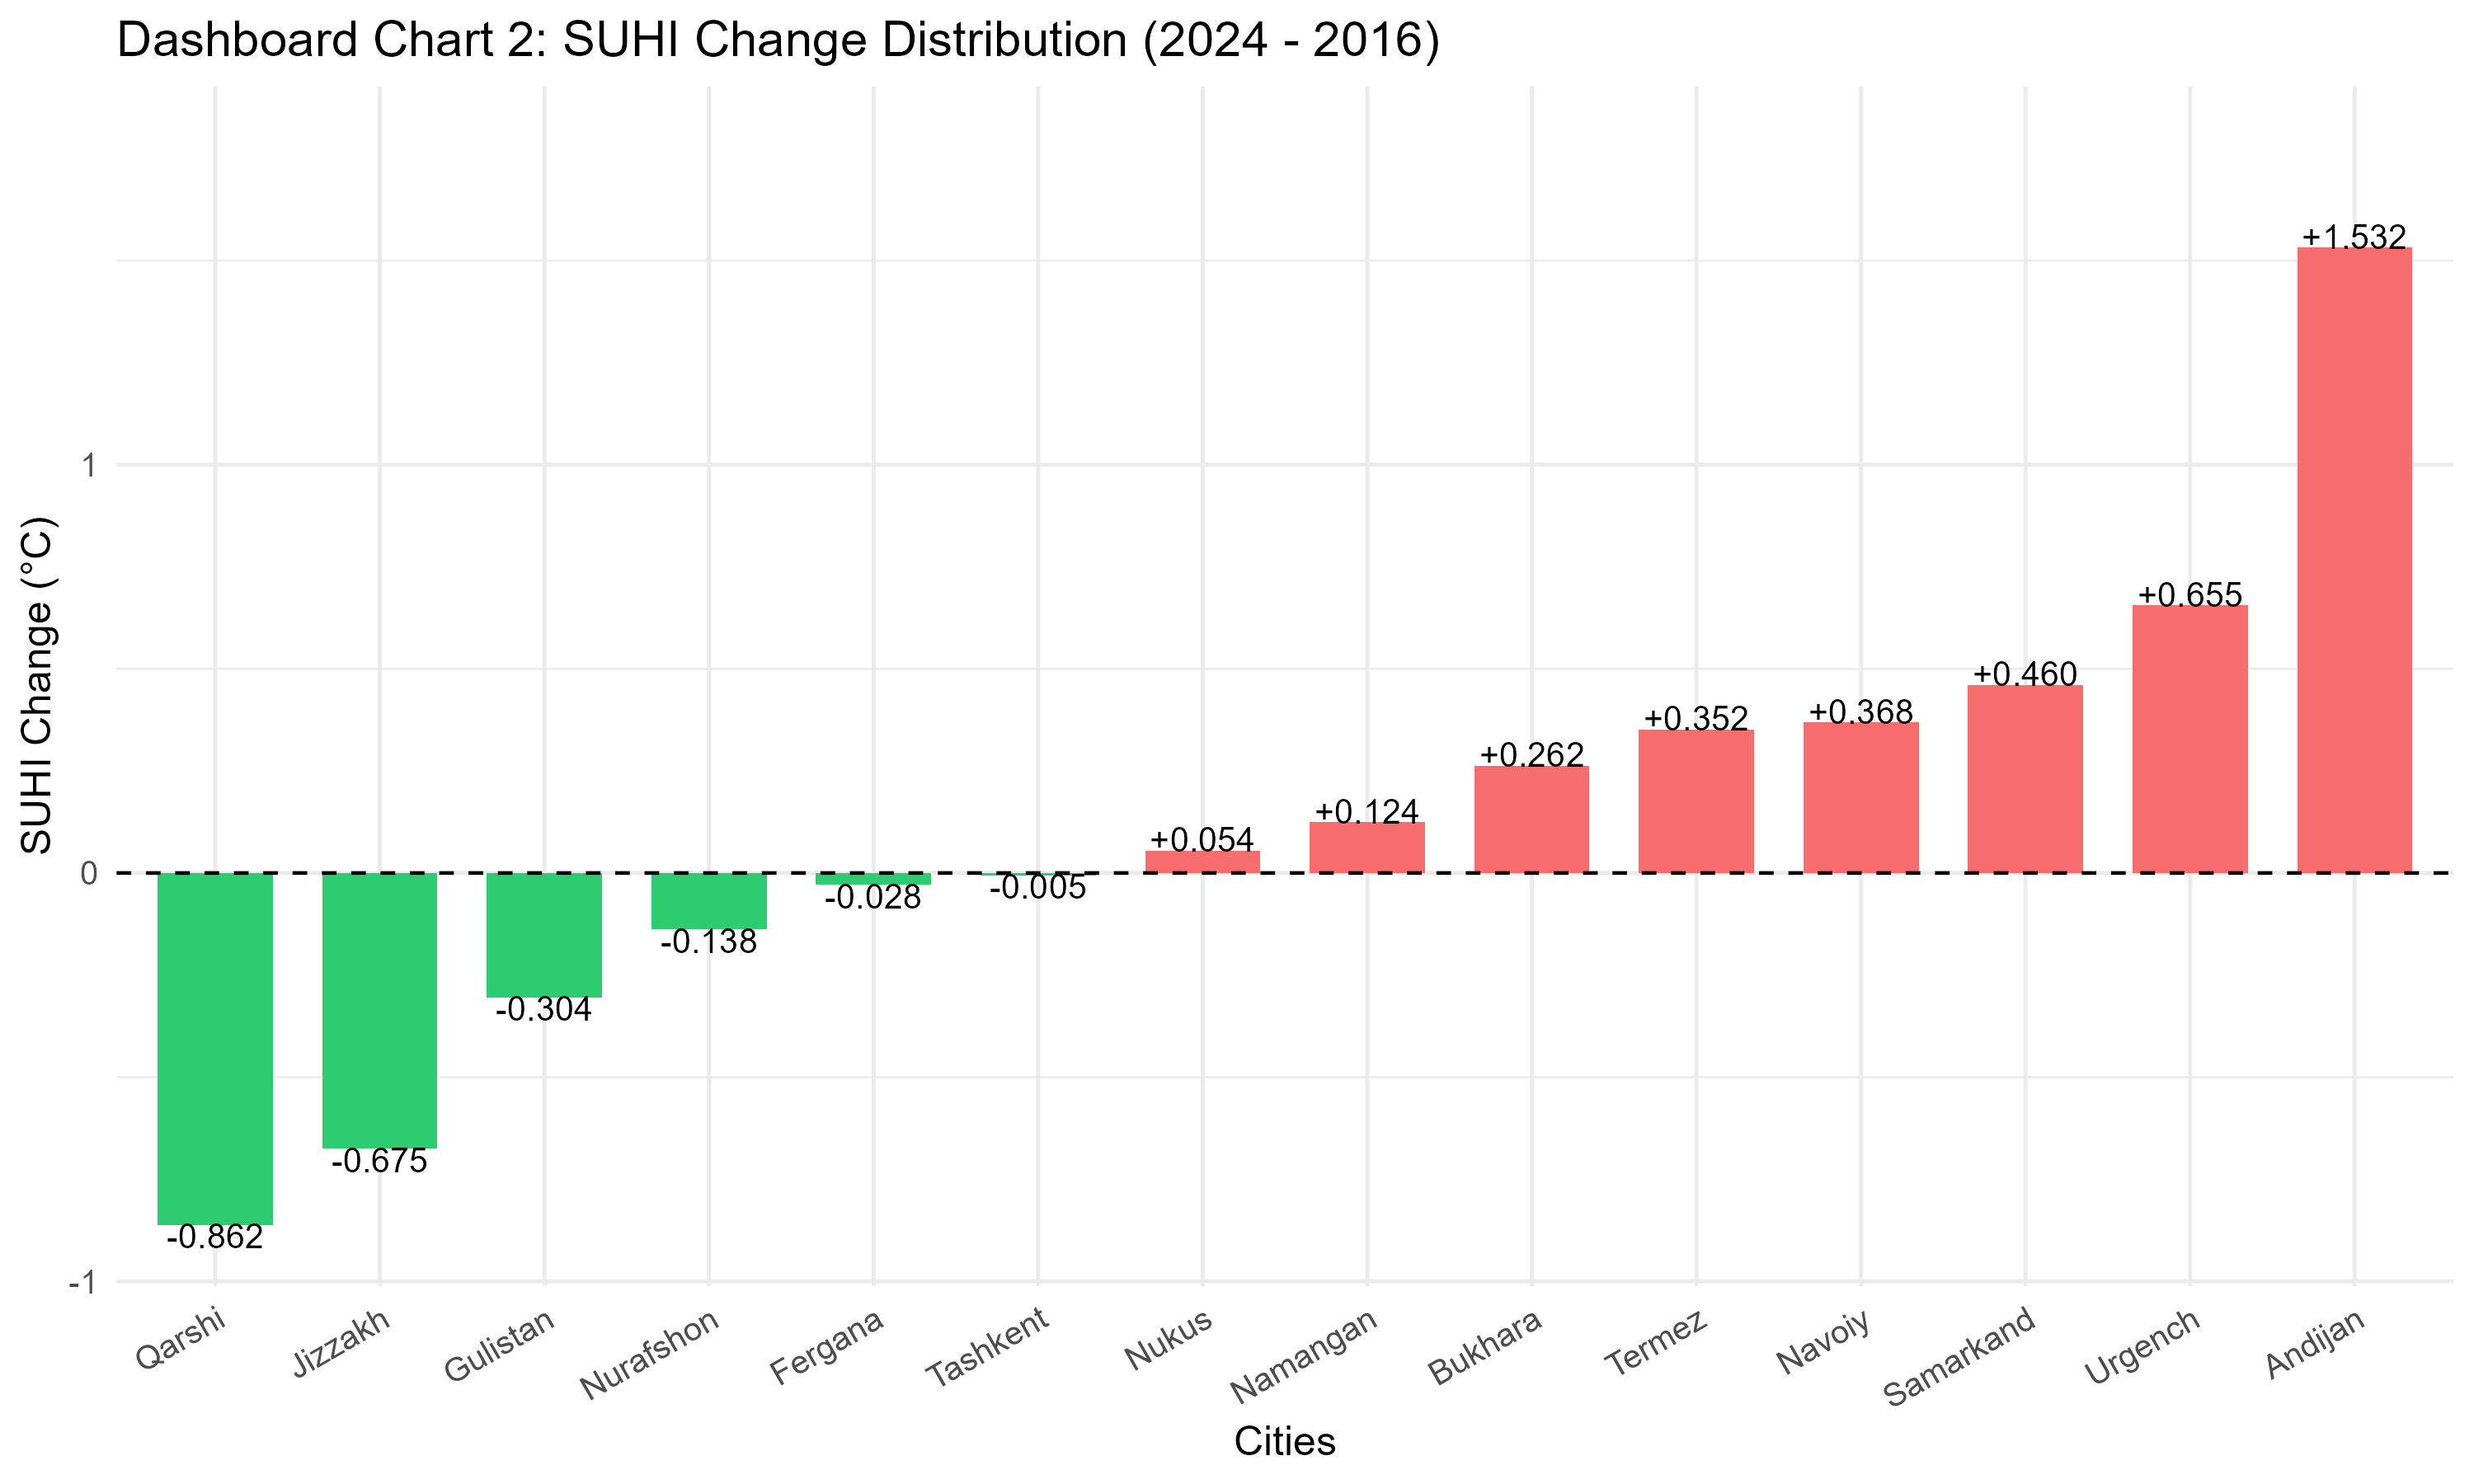 Dashboard Chart 2: SUHI Change Distribution (2024 - 2016)
SUHI Change (°C)
1
0
-1
-0.862
-0.675
-0.304
-0.138
-0.028
-0.005
+0.054
+0.124
+0.262
+0.352
+0.368
+0.460
+0.655
+1.532
Qarshi
Jizzakh
Gulistan
Nurafshon
Fergana
Tashkent
Nukus
Namangan
Bukhara
Termez
Navoiy
Samarkand
Urgench
Andijan
Cities